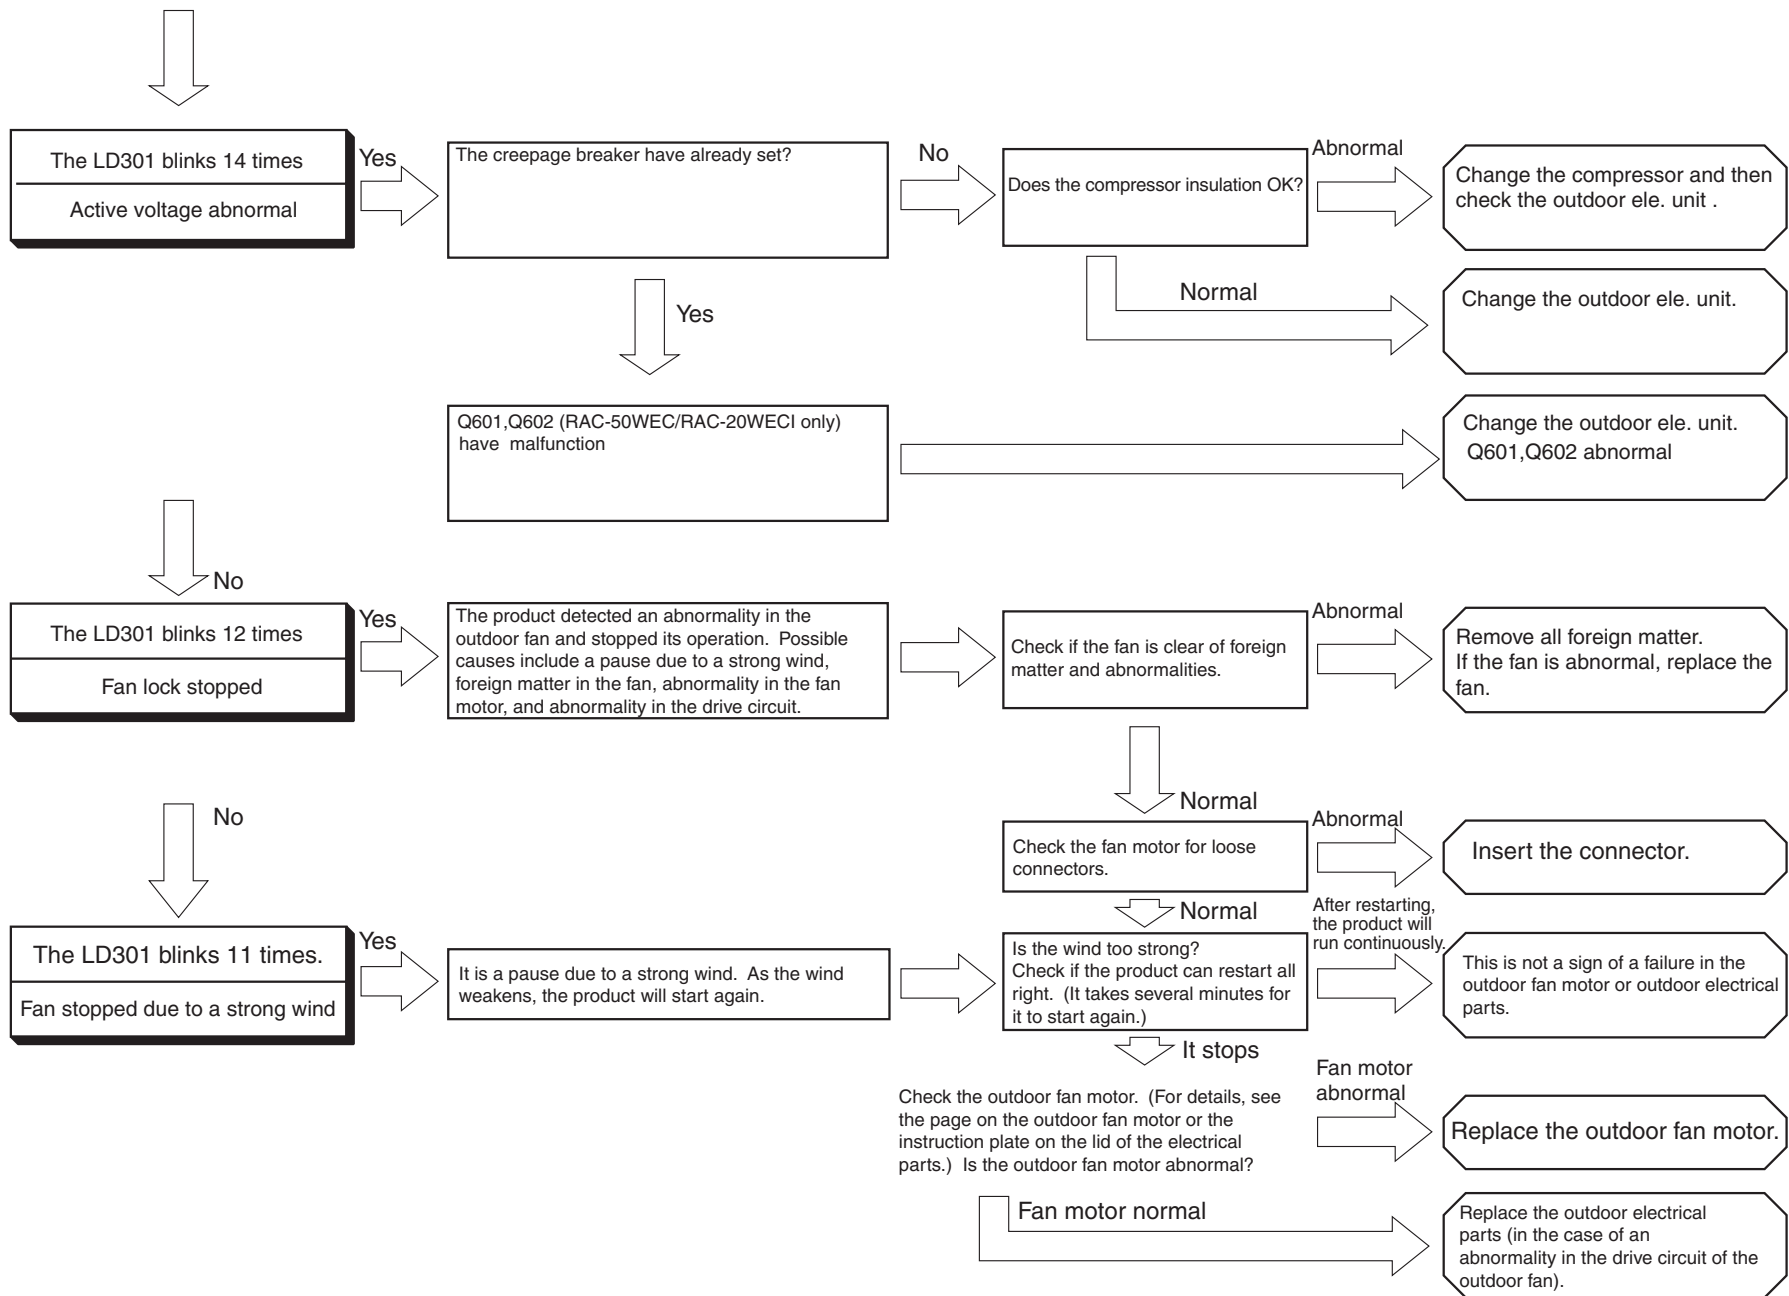 The LD301 blinks 14 times
Active voltage abnormal
Yes
The creepage breaker have already set?
No
Does the compressor insulation OK?
Abnormal
Change the compressor and then
check the outdoor ele. unit .
Normal
Change the outdoor ele. unit.
Yes
Q601,Q602 (RAC-50WEC/RAC-20WECI only)
have malfunction
Change the outdoor ele. unit.
Q601,Q602 abnormal
No
The LD301 blinks 12 times
Fan lock stopped
Yes
The product detected an abnormality in the
outdoor fan and stopped its operation. Possible
causes include a pause due to a strong wind,
foreign matter in the fan, abnormality in the fan
motor, and abnormality in the drive circuit.
Check if the fan is clear of foreign
matter and abnormalities.
Abnormal
Remove all foreign matter.
If the fan is abnormal, replace the
fan.
Normal
Check the fan motor for loose
connectors.
Abnormal
Insert the connector.
No
The LD301 blinks 11 times.
Fan stopped due to a strong wind
Yes
It is a pause due to a strong wind. As the wind
weakens, the product will start again.
Normal
Is the wind too strong?
Check if the product can restart all
right. (It takes several minutes for
it to start again.)
After restarting,
the product will
run continuously.
This is not a sign of a failure in the
outdoor fan motor or outdoor electrical
parts.
It stops
Check the outdoor fan motor. (For details, see
the page on the outdoor fan motor or the
instruction plate on the lid of the electrical
parts.) Is the outdoor fan motor abnormal?
Fan motor
abnormal
Replace the outdoor fan motor.
Fan motor normal
Replace the outdoor electrical
parts (in the case of an
abnormality in the drive circuit of the
outdoor fan).